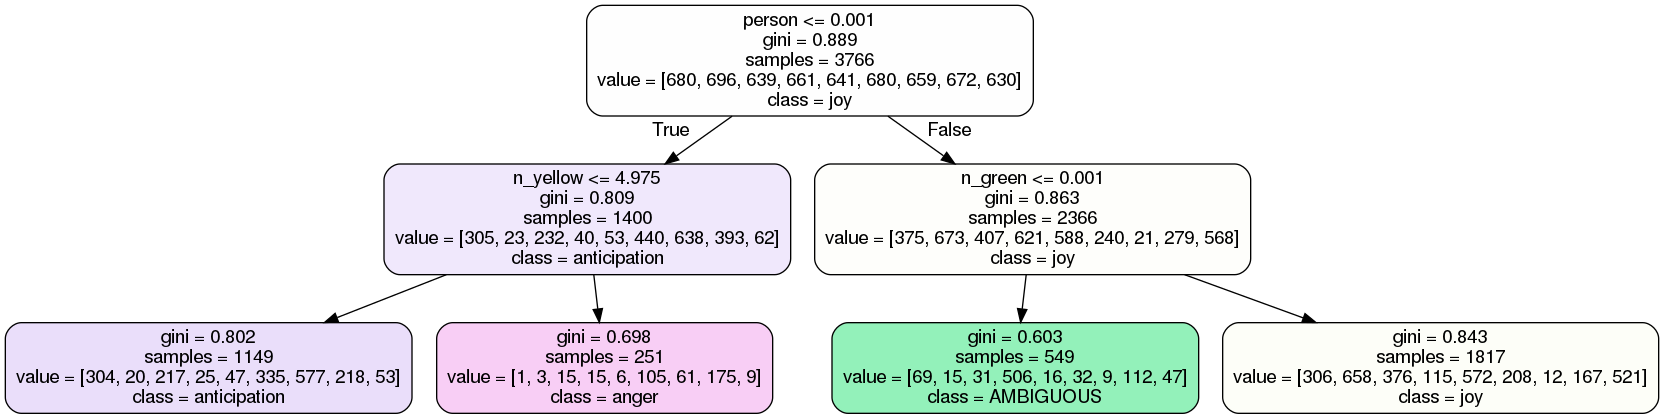 person <= 0.001
gini = 0.889
samples = 3766
value = [680, 696, 639, 661, 641, 680, 659, 672, 630]
class = joy
True
False
n_yellow <= 4.975
gini = 0.809
samples = 1400
value = [305, 23, 232, 40, 53, 440, 638, 393, 62]
class = anticipation
n_green <= 0.001
gini = 0.863
samples = 2366
value = [375, 673, 407, 621, 588, 240, 21, 279, 568]
class = joy
gini = 0.802
samples = 1149
value = [304, 20, 217, 25, 47, 335, 577, 218, 53]
class = anticipation
gini = 0.698
samples = 251
value = [1, 3, 15, 15, 6, 105, 61, 175, 9]
class = anger
gini = 0.603
samples = 549
value = [69, 15, 31, 506, 16, 32, 9, 112, 47]
class = AMBIGUOUS
gini = 0.843
samples = 1817
value = [306, 658, 376, 115, 572, 208, 12, 167, 521]
class = joy